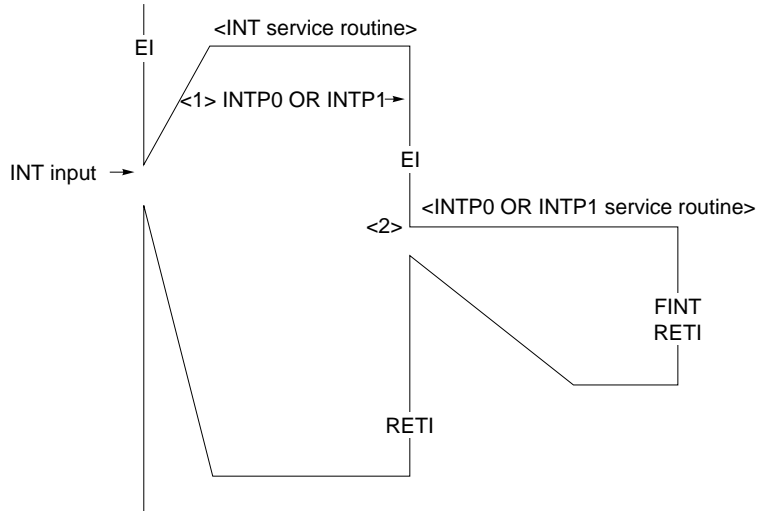 <INT service routine>
EI
<1> INTP0 OR INTP1
EI
INT input
<INTP0 OR INTP1 service routine>
<2>
FINT
RETI
RETI